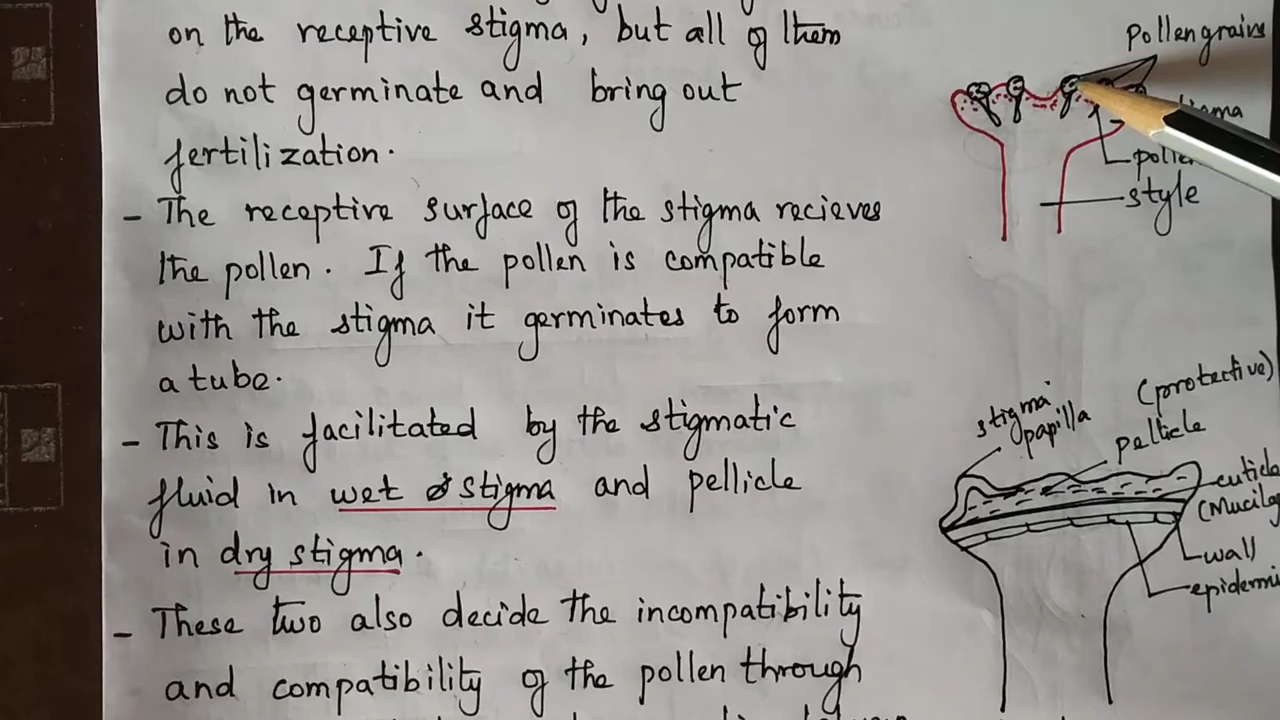 on the receptive stigma, but all of them
do not germinate and bring out
fertilization.
- The receptive surface of the stigma recieves
the pollen. If the pollen is compatible
with the stigma it germinates to form
a tube.
- This is facilitated by the stigmatic
fluid in wet stigma and pellicle
in dry stigma.
- These two also decide the incompatibility
and compatibility of the pollen through
pollengrains
style
stigma papilla
(protective)
pellicle
wall